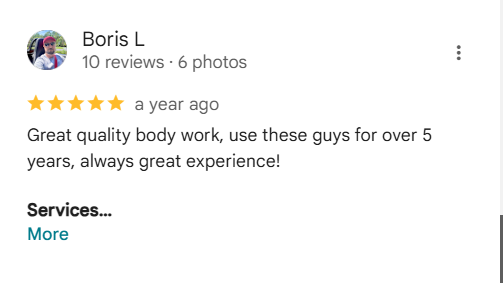 Boris L
10 reviews · 6 photos
a year ago
Great quality body work, use these guys for over 5
years, always great experience!
Services...
More